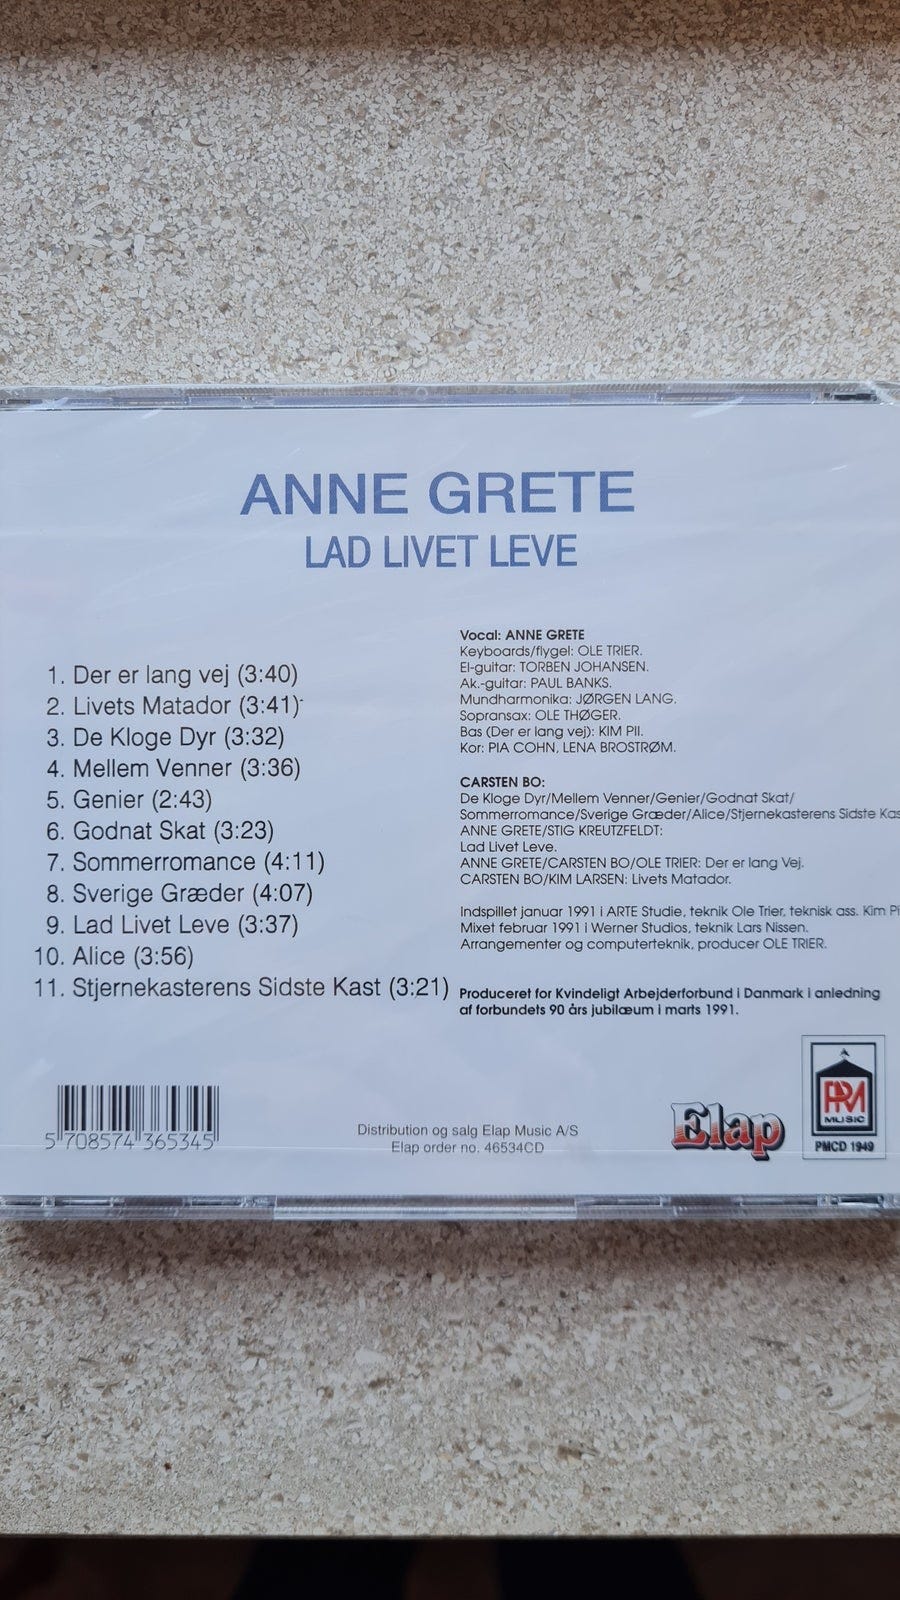 ANNE GRETE
LAD LIVET LEVE
1. Der er lang vej (3:40)
2. Livets Matador (3:41)
3. De Kloge Dyr (3:32)
4. Mellem Venner (3:36)
5. Genier (2:43)
6. Godnat Skat (3:23)
7. Sommerromance (4:11)
8. Sverige Græder (4:07)
9. Lad Livet Leve (3:37)
10. Alice (3:56)
11. Stjernekasterens Sidste Kast (3:21)
Vocal: ANNE GRETE
Keyboards/flygel: OLE TRIER.
El-guitar: TORBEN JOHANSEN.
Ak.-guitar: PAUL BANKS.
Mundharmonika: JØRGEN LANG.
Sopransax: OLE THØGER.
Bas (Der er lang vej): KIM PII.
Kor: PIA COHN, LENA BROSTRØM.
CARSTEN BO:
De Kloge Dyr/Mellem Venner/Genier/Godnat Skat/
Sommerromance/Sverige Græder/Alice/Stjernekasterens Sidste
ANNE GRETE/STIG KREUTZFELDT:
Lad Livet Leve.
ANNE GRETE/CARSTEN BO/OLE TRIER: Der er lang Vej.
CARSTEN BO/KIM LARSEN: Livets Matador.
Indspillet januar 1991 i ARTE Studie, teknik Ole Trier, teknisk ass. Kim
Mixet februar 1991 i Werner Studios, teknik Lars Nissen.
Arrangementer og computerteknik, producer OLE TRIER.
Produceret for Kvindeligt Arbejderforbund i Danmark i anledning
af forbundets 90 års jubilæum i marts 1991.
5 708574 365345
Distribution og salg Elap Music A/S
Elap order no. 46534CD
Elap
PM
MUSIC
PMCD 1949